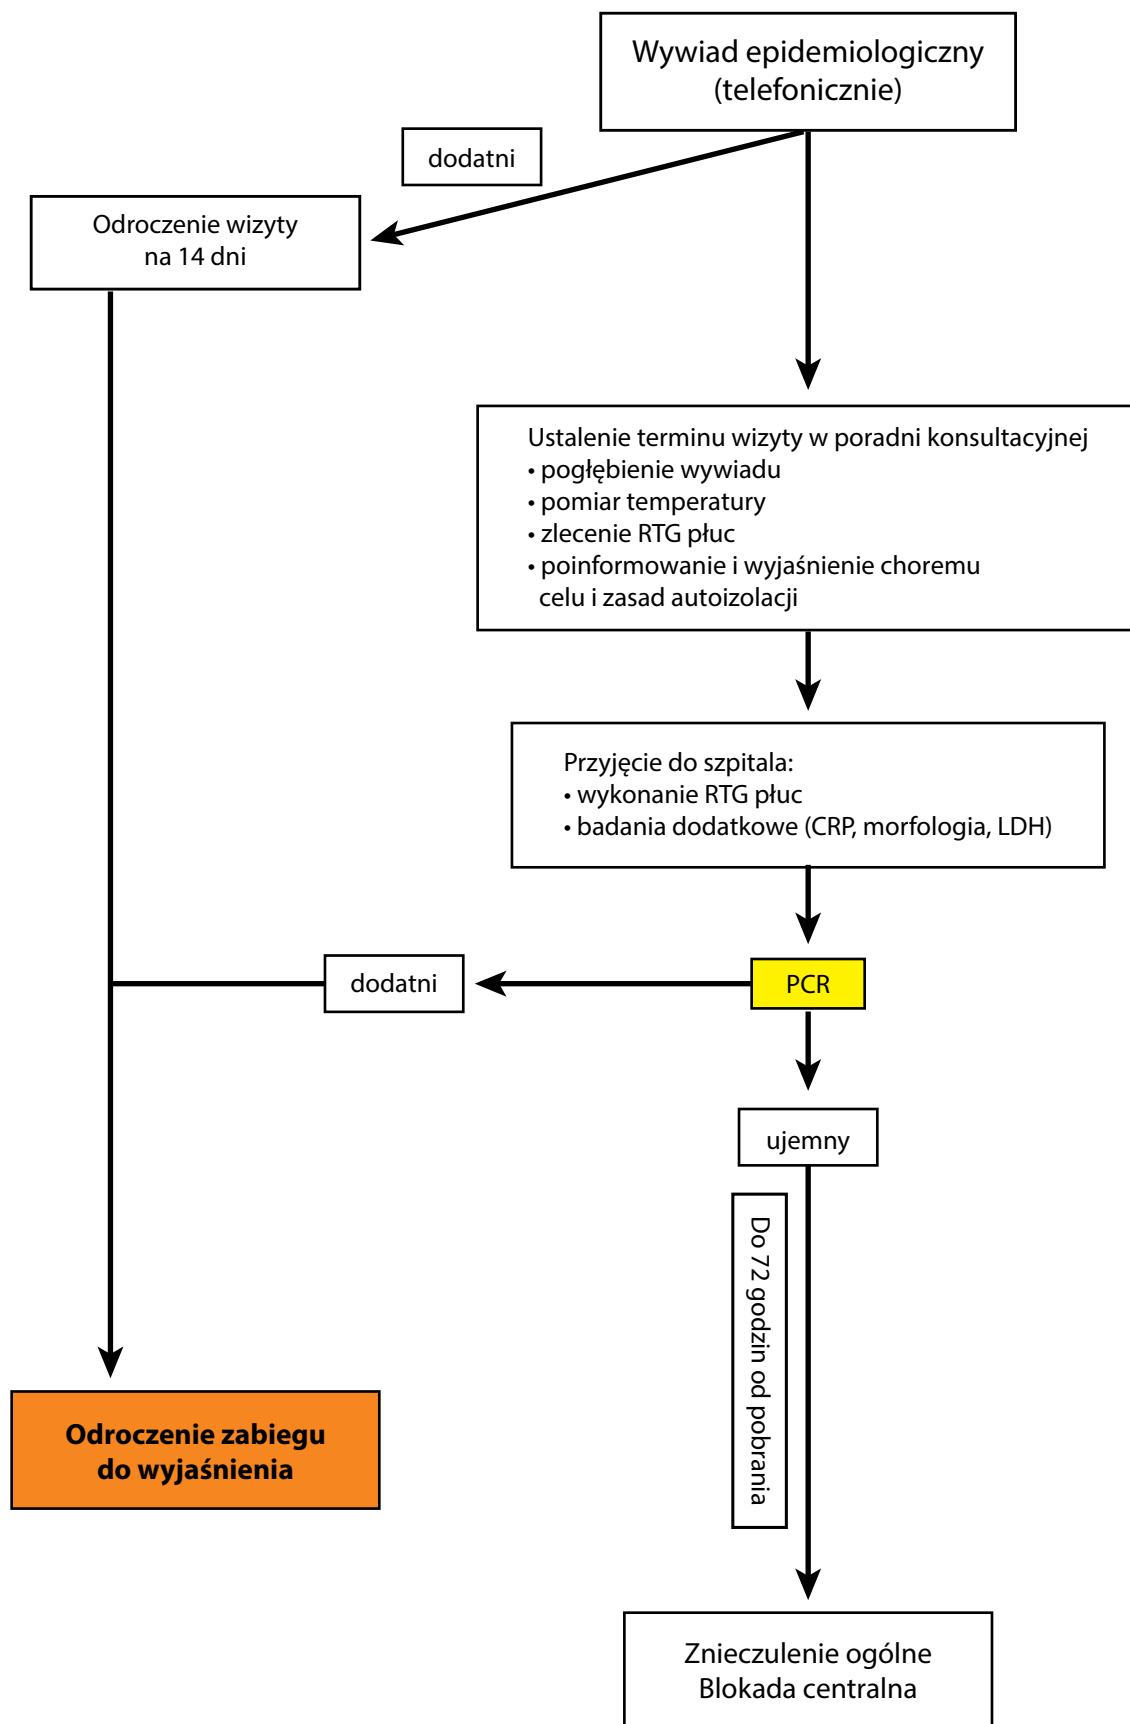 Wywiad epidemiologiczny
(telefonicznie)
dodatni
Odroczenie wizyty
na 14 dni
Ustalenie terminu wizyty w poradni konsultacyjnej
• pogłębienie wywiadu
• pomiar temperatury
• zlecenie RTG płuc
• poinformowanie i wyjaśnienie choremu
celu i zasad autoizolacji
Przyjęcie do szpitala:
• wykonanie RTG płuc
• badania dodatkowe (CRP, morfologia, LDH)
dodatni
PCR
ujemny
Do 72 godzin od pobrania
Odroczenie zabiegu
do wyjaśnienia
Znieczulenie ogólne
Blokada centralna